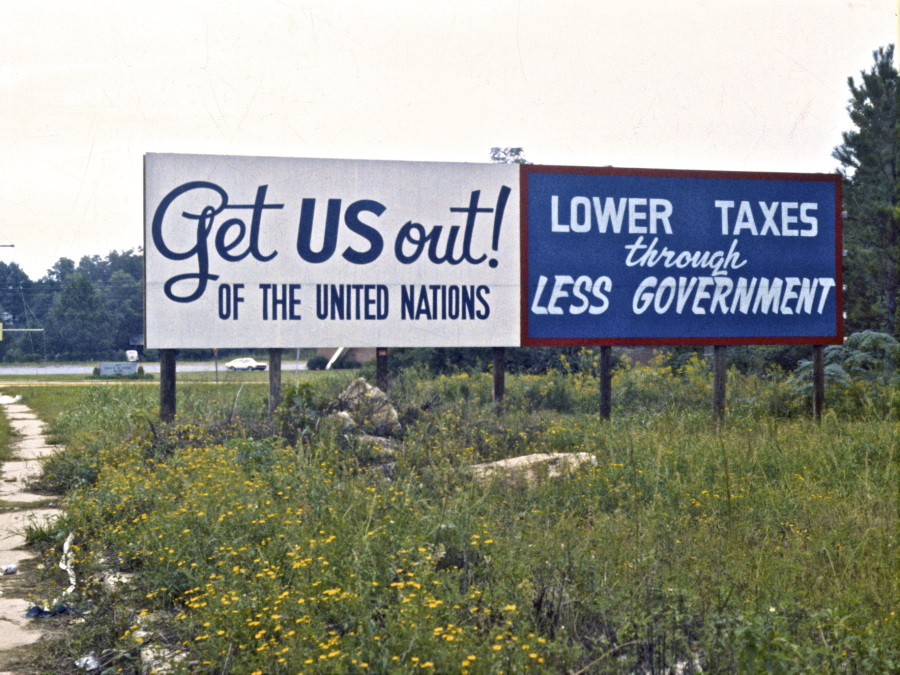 Get US out!
OF THE UNITED NATIONS
LOWER TAXES
through
LESS GOVERNMENT